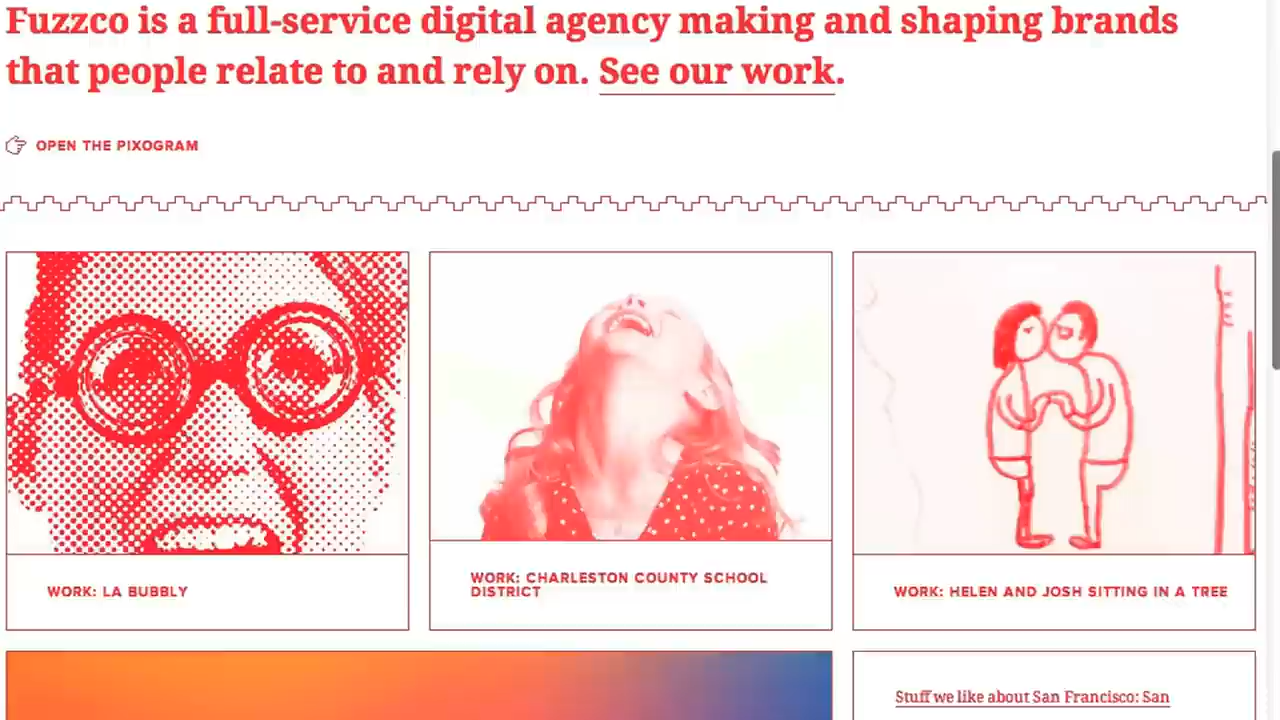 Fuzzco is a full-service digital agency making and shaping brands
that people relate to and rely on. See our work.
OPEN THE PIXOGRAM
WORK: LA BUBBLY
WORK: CHARLESTON COUNTY SCHOOL
DISTRICT
WORK: HELEN AND JOSH SITTING IN A TREE
Stuff we like about San Francisco: San